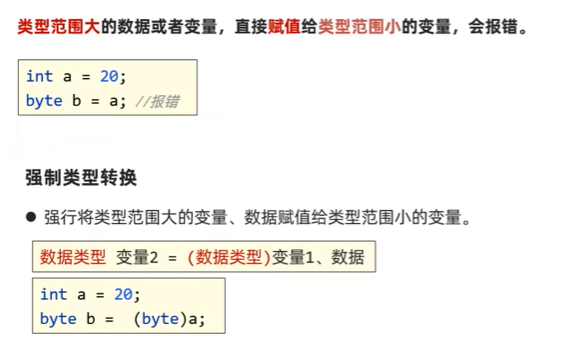 类型范围大的数据或者变量，直接赋值给类型范围小的变量，会报错。
int a = 20;
byte b = a; //报错
强制类型转换
● 强行将类型范围大的变量、数据赋值给类型范围小的变量。
数据类型 变量2 = (数据类型)变量1、数据
int a = 20;
byte b = (byte)a;